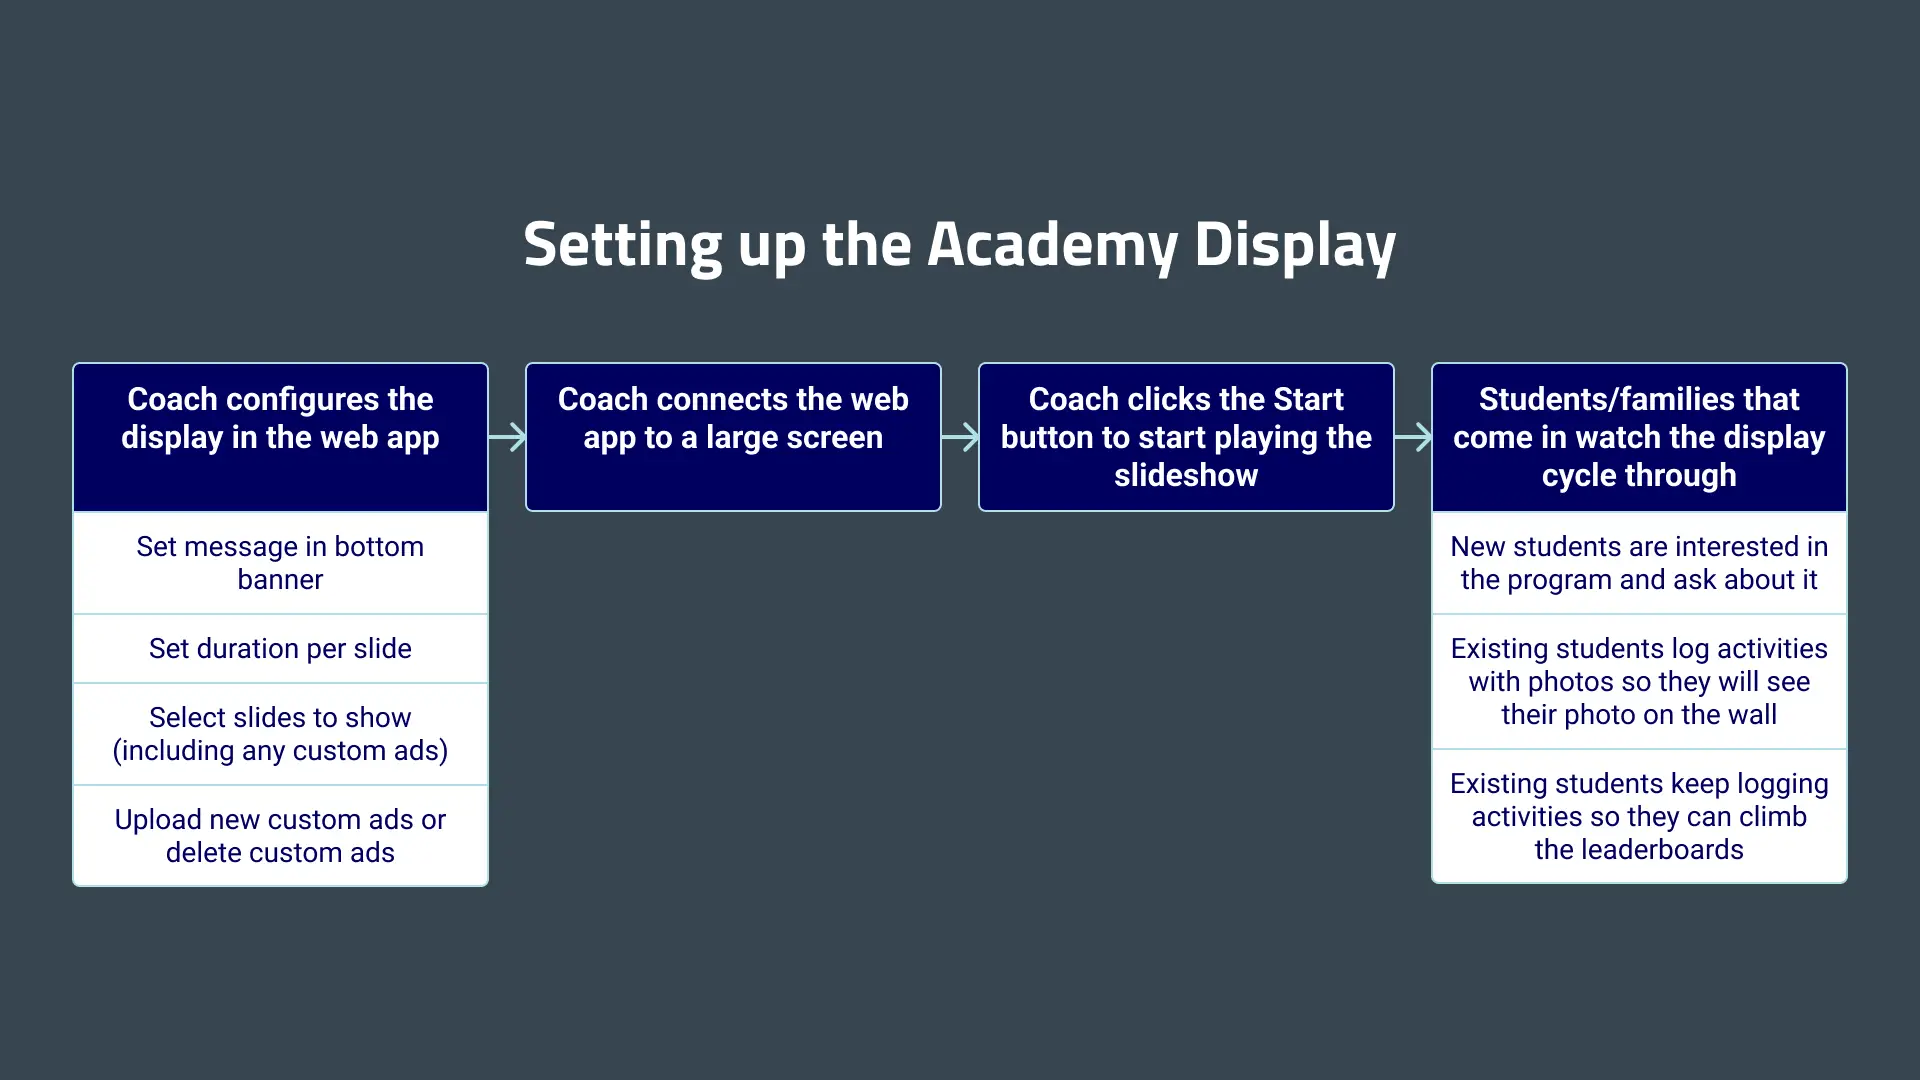 Setting up the Academy Display
Coach configures the
display in the web app
Set message in bottom
banner
Set duration per slide
Select slides to show
(including any custom ads)
Upload new custom ads or
delete custom ads
Coach connects the web
app to a large screen
Coach clicks the Start
button to start playing the
slideshow
Students/families that
come in watch the display
cycle through
New students are interested in
the program and ask about it
Existing students log activities
with photos so they will see
their photo on the wall
Existing students keep logging
activities so they can climb
the leaderboards